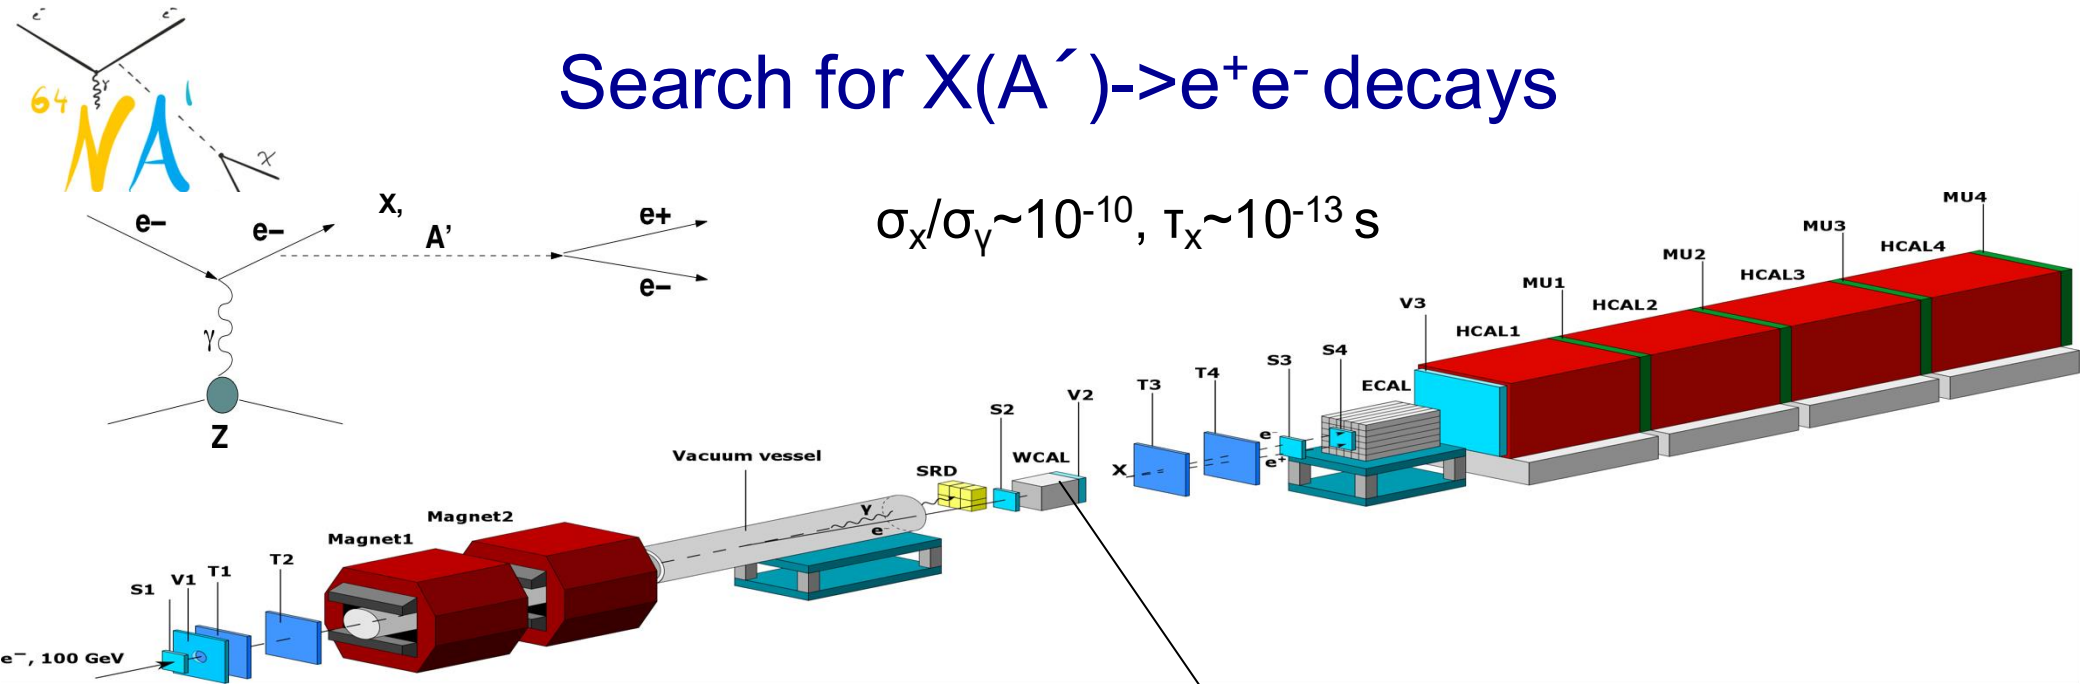 e⁻ e⁻
γ
64 NA'
χ
Search for X(A´)->e⁺e⁻ decays
σₓ/σᵧ~10⁻¹⁰, τₓ~10⁻¹³ s
e– e– X, A’ e+
e–
γ
Z
MU4
MU3 HCAL4
MU2 HCAL3
MU1 HCAL2
V3 HCAL1
S4
S3
ECAL
T4
T3
V2
S2
e⁻
e⁺
X
WCAL
SRD
Vacuum vessel
γ
e⁻
Magnet2
Magnet1
T2
T1
V1
S1
e⁻, 100 GeV